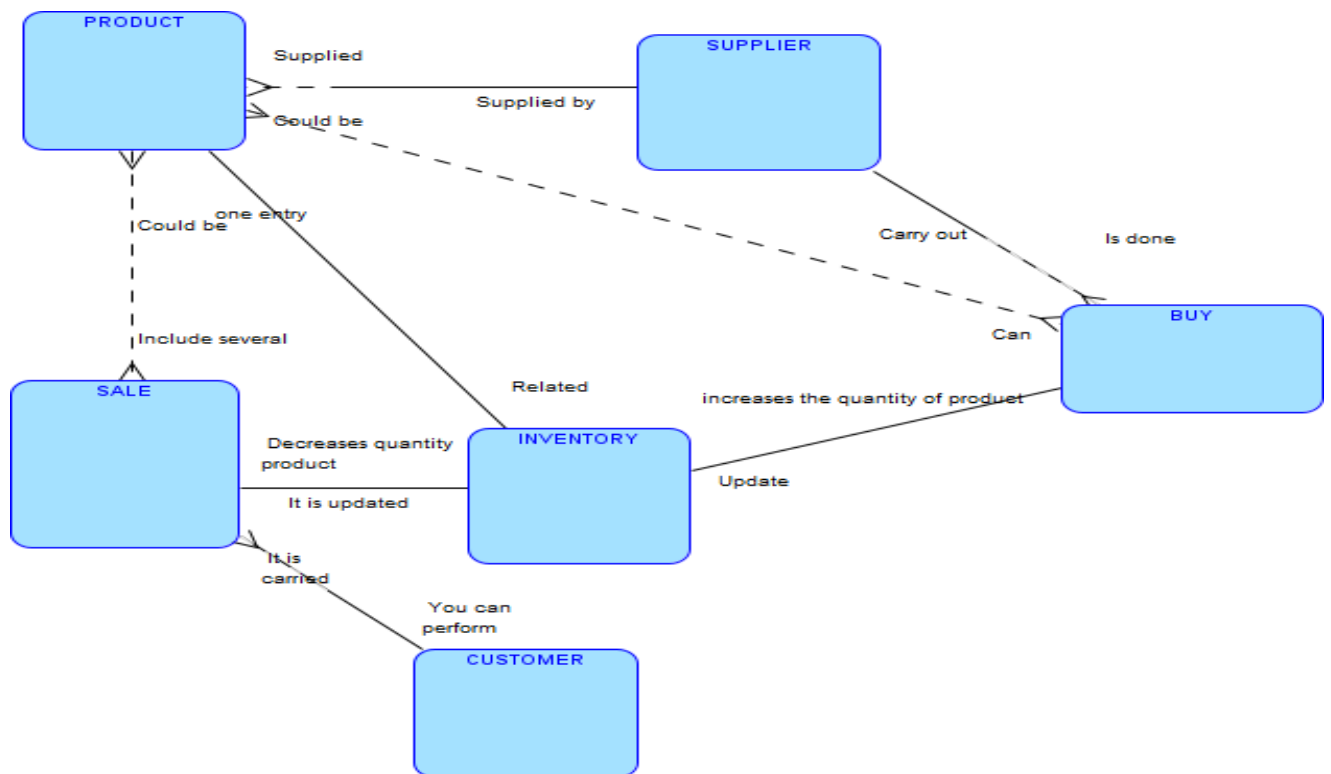 PRODUCT
SUPPLIER
Supplied
Supplied by
Could be
one entry
Could be
Carry out
Is done
BUY
Can
Include several
SALE
Related
increases the quantity of product
Decreases quantity
product
INVENTORY
Update
It is updated
It is
carried
You can
perform
CUSTOMER